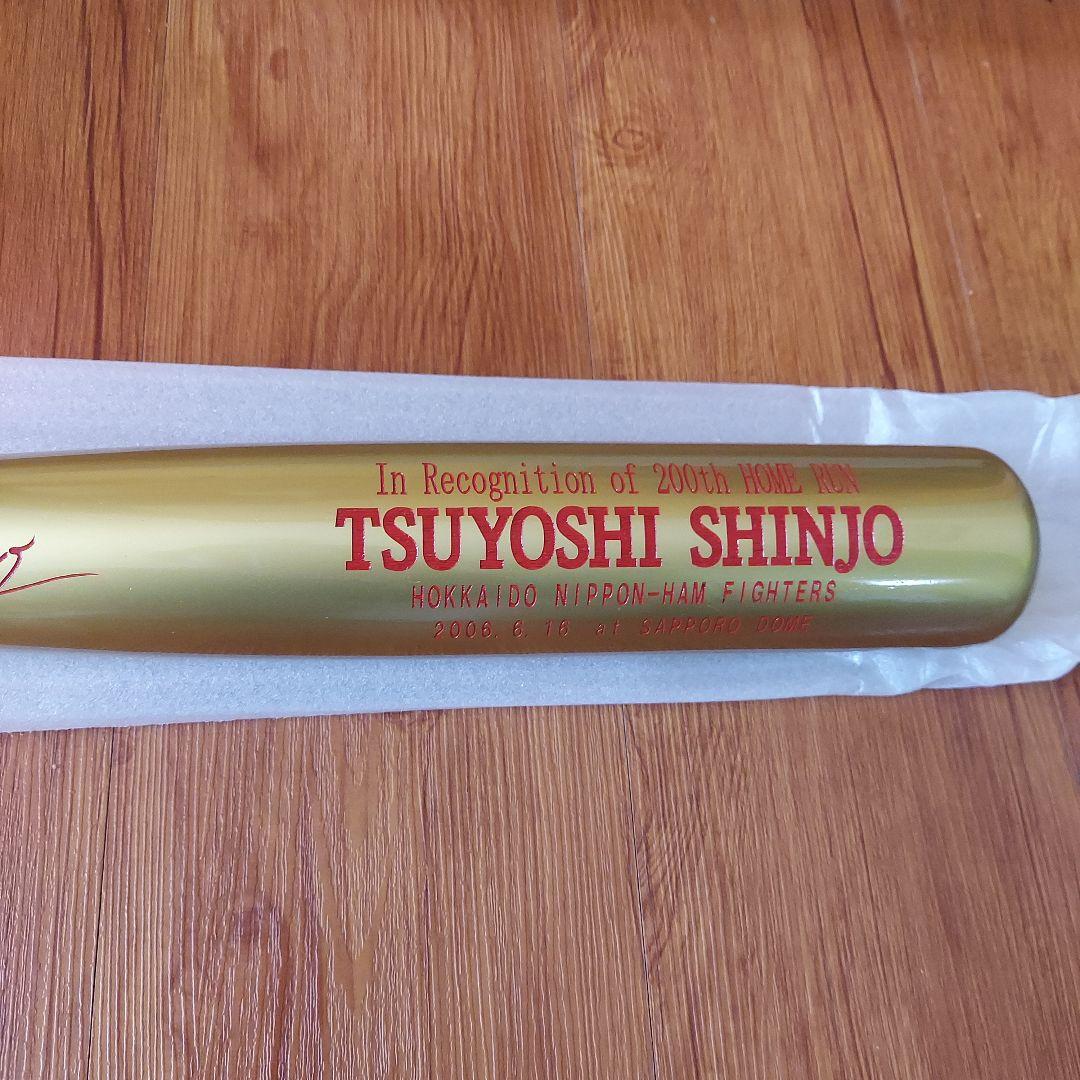 In Recognition of 200th HOME RUN
TSUYOSHI SHINJO
HOKKAIDO NIPPON-HAM FIGHTERS
2006. 6. 16 at SAPPORO DOME